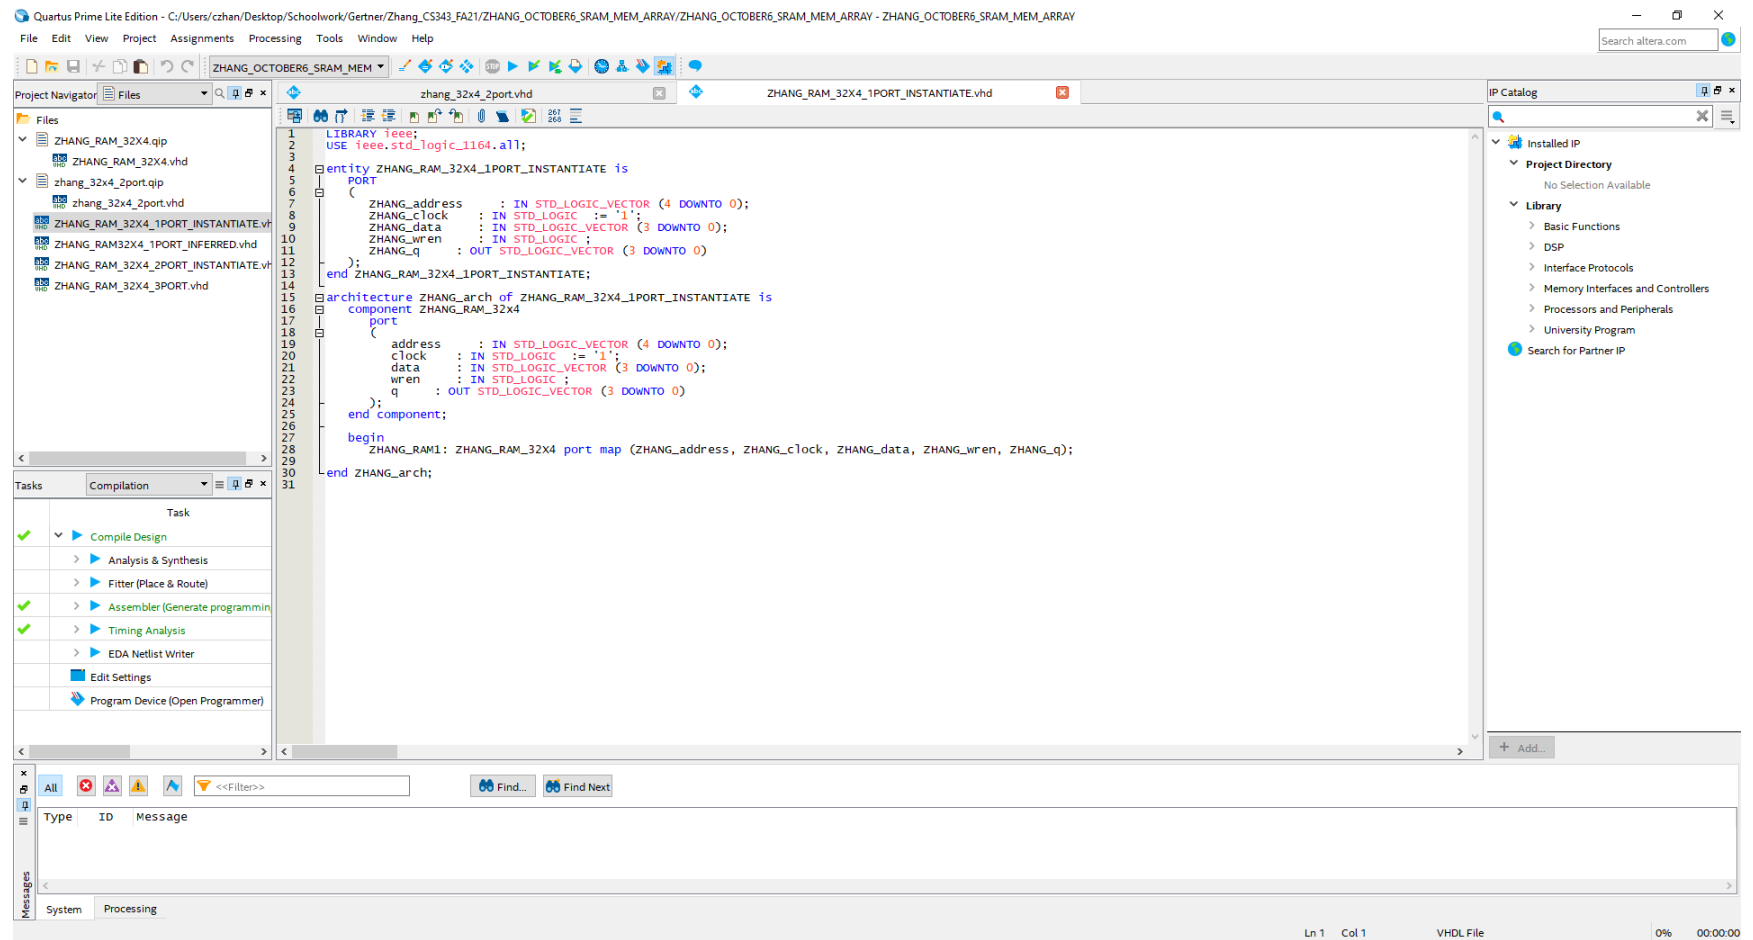 Quartus Prime Lite Edition - C:/Users/czhan/Desktop/Schoolwork/Gertner/Zhang_CS343_FA21/ZHANG_OCTOBER6_SRAM_MEM_ARRAY/ZHANG_OCTOBER6_SRAM_MEM_ARRAY - ZHANG_OCTOBER6_SRAM_MEM_ARRAY
File Edit View Project Assignments Processing Tools Window Help
Search altera.com
ZHANG_OCTOBER6_SRAM_MEM
STOP
Project Navigator Files
Files
ZHANG_RAM_32X4.qip
ZHANG_RAM_32X4.vhd
zhang_32x4_2port.qip
zhang_32x4_2port.vhd
ZHANG_RAM_32X4_1PORT_INSTANTIATE.vh
ZHANG_RAM32X4_1PORT_INFERRED.vhd
ZHANG_RAM_32X4_2PORT_INSTANTIATE.vh
ZHANG_RAM_32X4_3PORT.vhd
Tasks Compilation
Task
Compile Design
Analysis & Synthesis
Fitter (Place & Route)
Assembler (Generate programmin
Timing Analysis
EDA Netlist Writer
Edit Settings
Program Device (Open Programmer)
zhang_32x4_2port.vhd ZHANG_RAM_32X4_1PORT_INSTANTIATE.vhd
267
268
1 LIBRARY ieee;
2 USE ieee.std_logic_1164.all;
3
4 entity ZHANG_RAM_32X4_1PORT_INSTANTIATE is
5 PORT
6 (
7 ZHANG_address : IN STD_LOGIC_VECTOR (4 DOWNTO 0);
8 ZHANG_clock : IN STD_LOGIC := '1';
9 ZHANG_data : IN STD_LOGIC_VECTOR (3 DOWNTO 0);
10 ZHANG_wren : IN STD_LOGIC ;
11 ZHANG_q : OUT STD_LOGIC_VECTOR (3 DOWNTO 0)
12 );
13 end ZHANG_RAM_32X4_1PORT_INSTANTIATE;
14
15 architecture ZHANG_arch of ZHANG_RAM_32X4_1PORT_INSTANTIATE is
16 component ZHANG_RAM_32x4
17 port
18 (
19 address : IN STD_LOGIC_VECTOR (4 DOWNTO 0);
20 clock : IN STD_LOGIC := '1';
21 data : IN STD_LOGIC_VECTOR (3 DOWNTO 0);
22 wren : IN STD_LOGIC ;
23 q : OUT STD_LOGIC_VECTOR (3 DOWNTO 0)
24 );
25 end component;
26
27 begin
28 ZHANG_RAM1: ZHANG_RAM_32X4 port map (ZHANG_address, ZHANG_clock, ZHANG_data, ZHANG_wren, ZHANG_q);
29
30 end ZHANG_arch;
31
IP Catalog
Installed IP
Project Directory
No Selection Available
Library
Basic Functions
DSP
Interface Protocols
Memory Interfaces and Controllers
Processors and Peripherals
University Program
Search for Partner IP
+ Add...
All <<Filter>> Find... Find Next
Type ID Message
Messages
System Processing
Ln 1 Col 1 VHDL File 0% 00:00:00